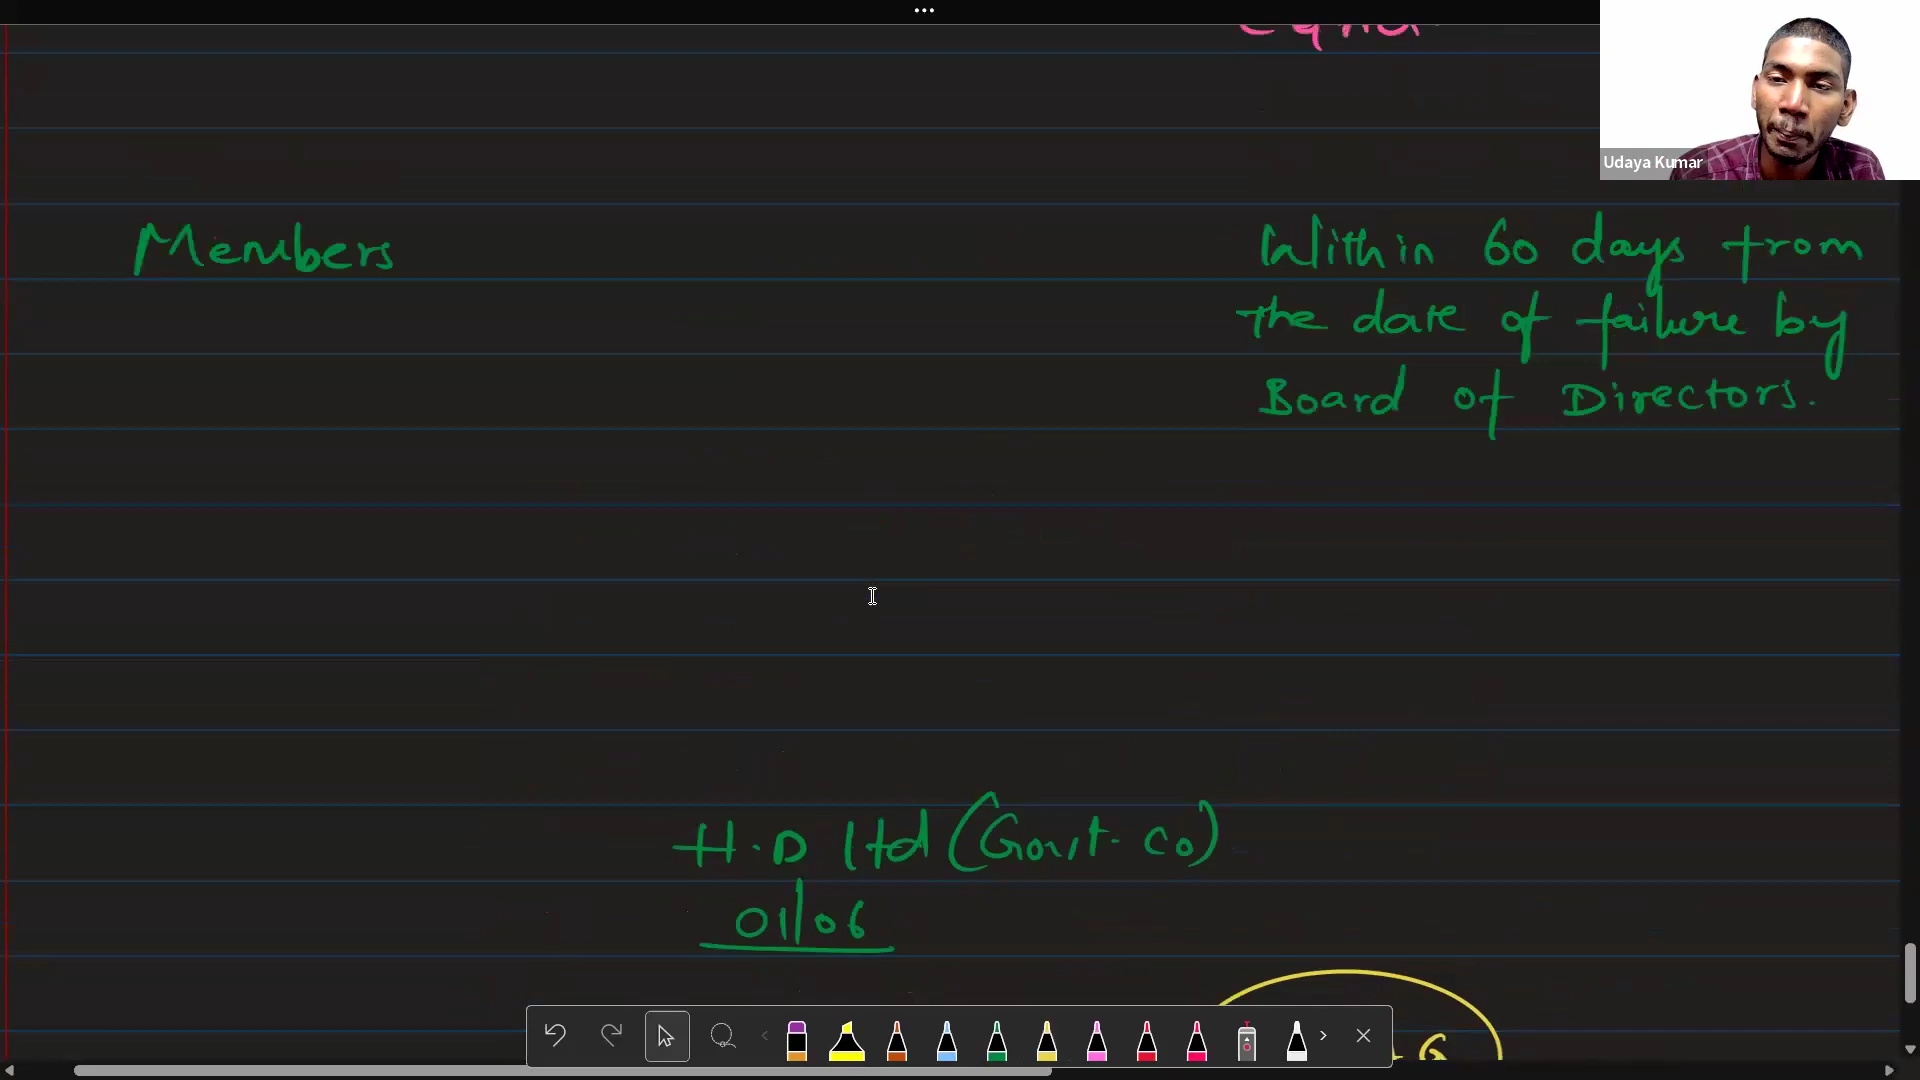 Udaya Kumar
Members
Within 60 days from
the date of failure by
Board of Directors.
H.D ltd (Govt. Co)
01/06